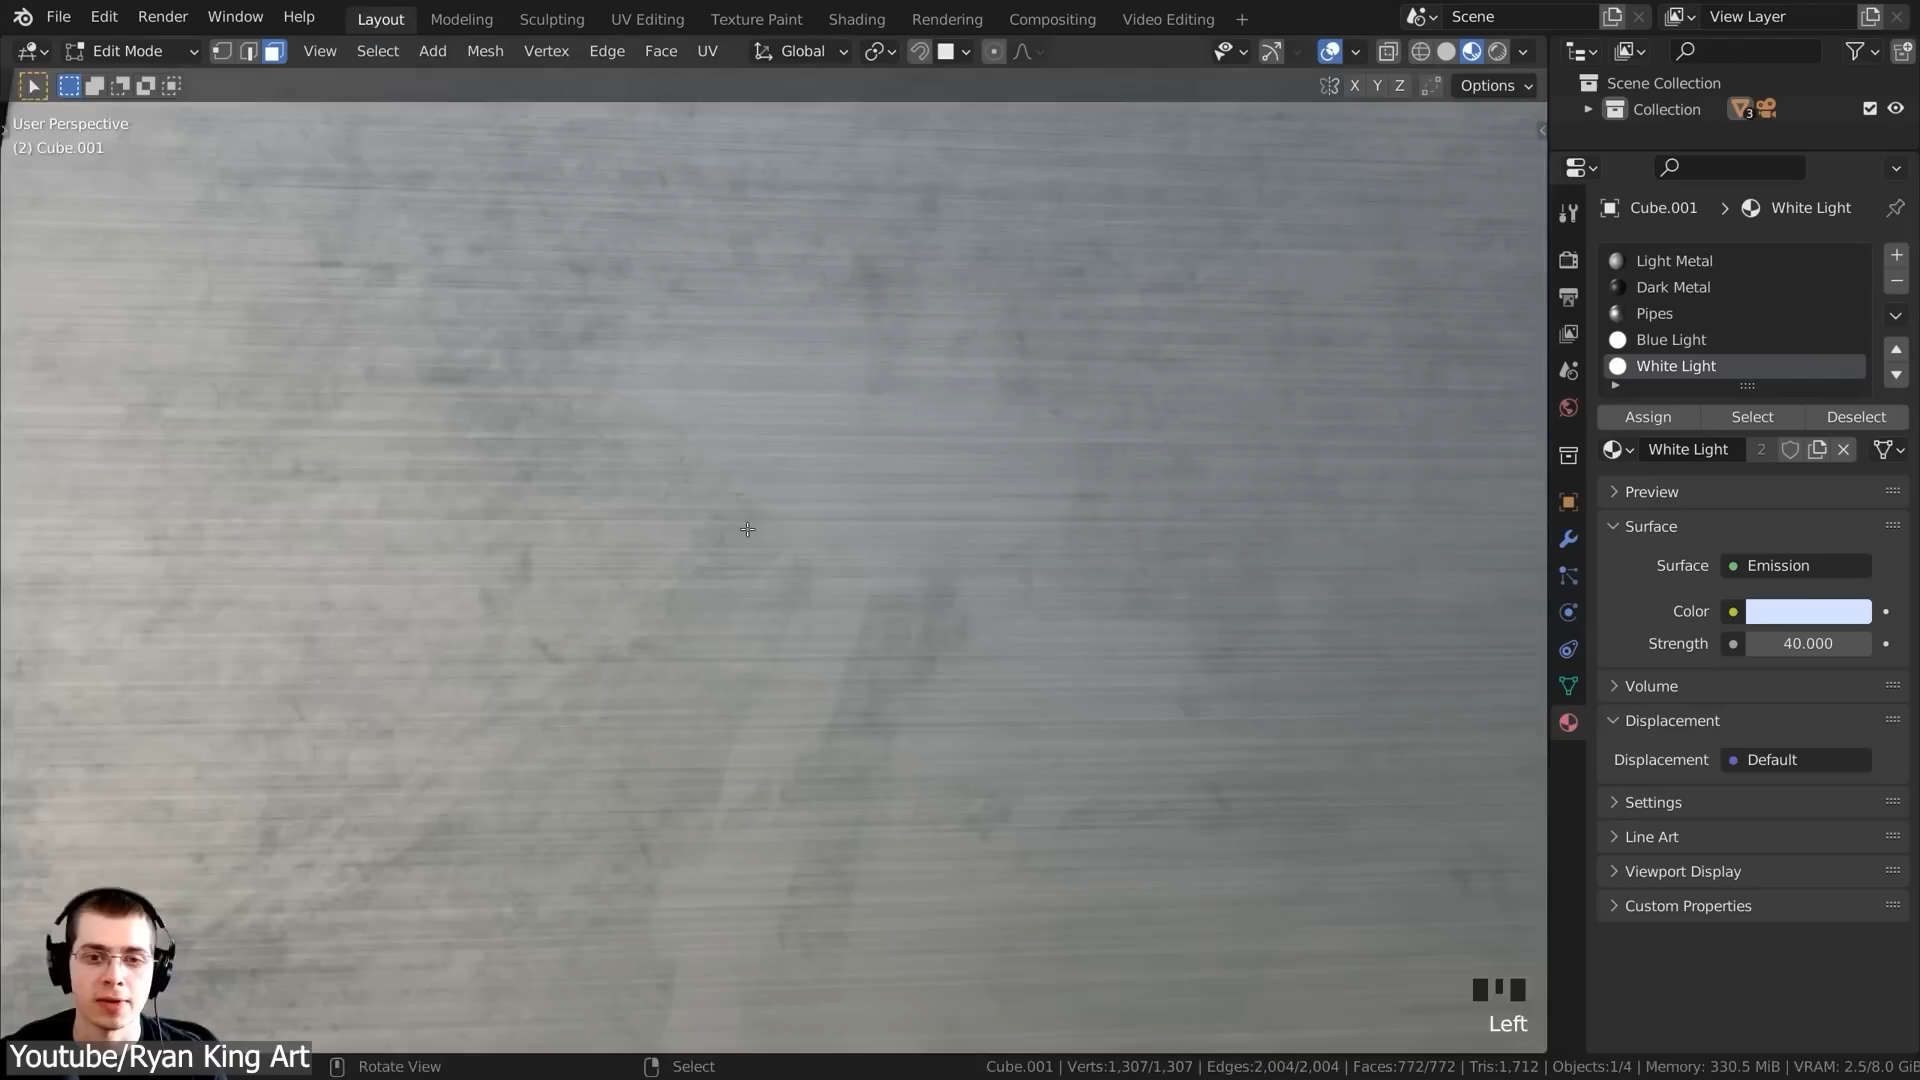 File Edit Render Window Help Layout Modeling Sculpting UV Editing Texture Paint Shading Rendering Compositing Video Editing + Scene View Layer
Edit Mode View Select Add Mesh Vertex Edge Face UV Global
X Y Z Options
User Perspective
(2) Cube.001
Scene Collection
Collection 3
Cube.001 > White Light
Light Metal
Dark Metal
Pipes
Blue Light
White Light
Assign Select Deselect
White Light 2
Preview
Surface
Surface Emission
Color
Strength 40.000
Volume
Displacement
Displacement Default
Settings
Line Art
Viewport Display
Custom Properties
Left
Youtube/Ryan King Art
Rotate View Select Cube.001 | Verts:1,307/1,307 | Edges:2,004/2,004 | Faces:772/772 | Tris:1,712 | Objects:1/4 | Memory: 330.5 MiB | VRAM: 2.5/8.0 GiB